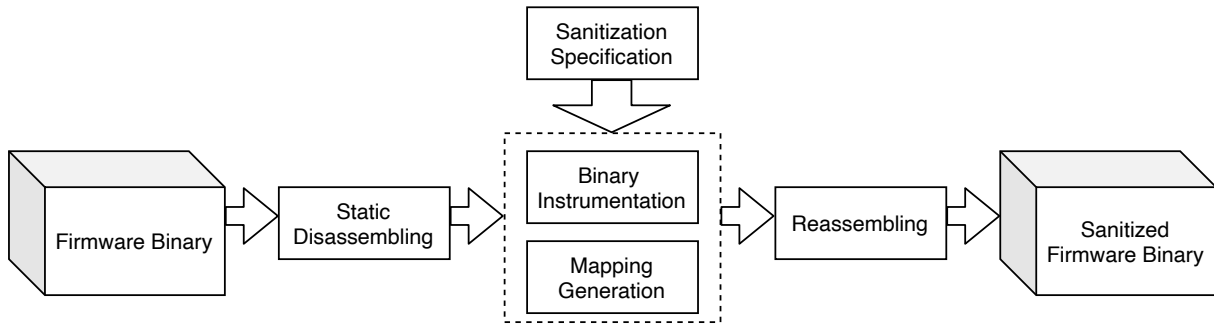 Sanitization
Specification
Firmware Binary
Static
Disassembling
Binary
Instrumentation
Mapping
Generation
Reassembling
Sanitized
Firmware Binary